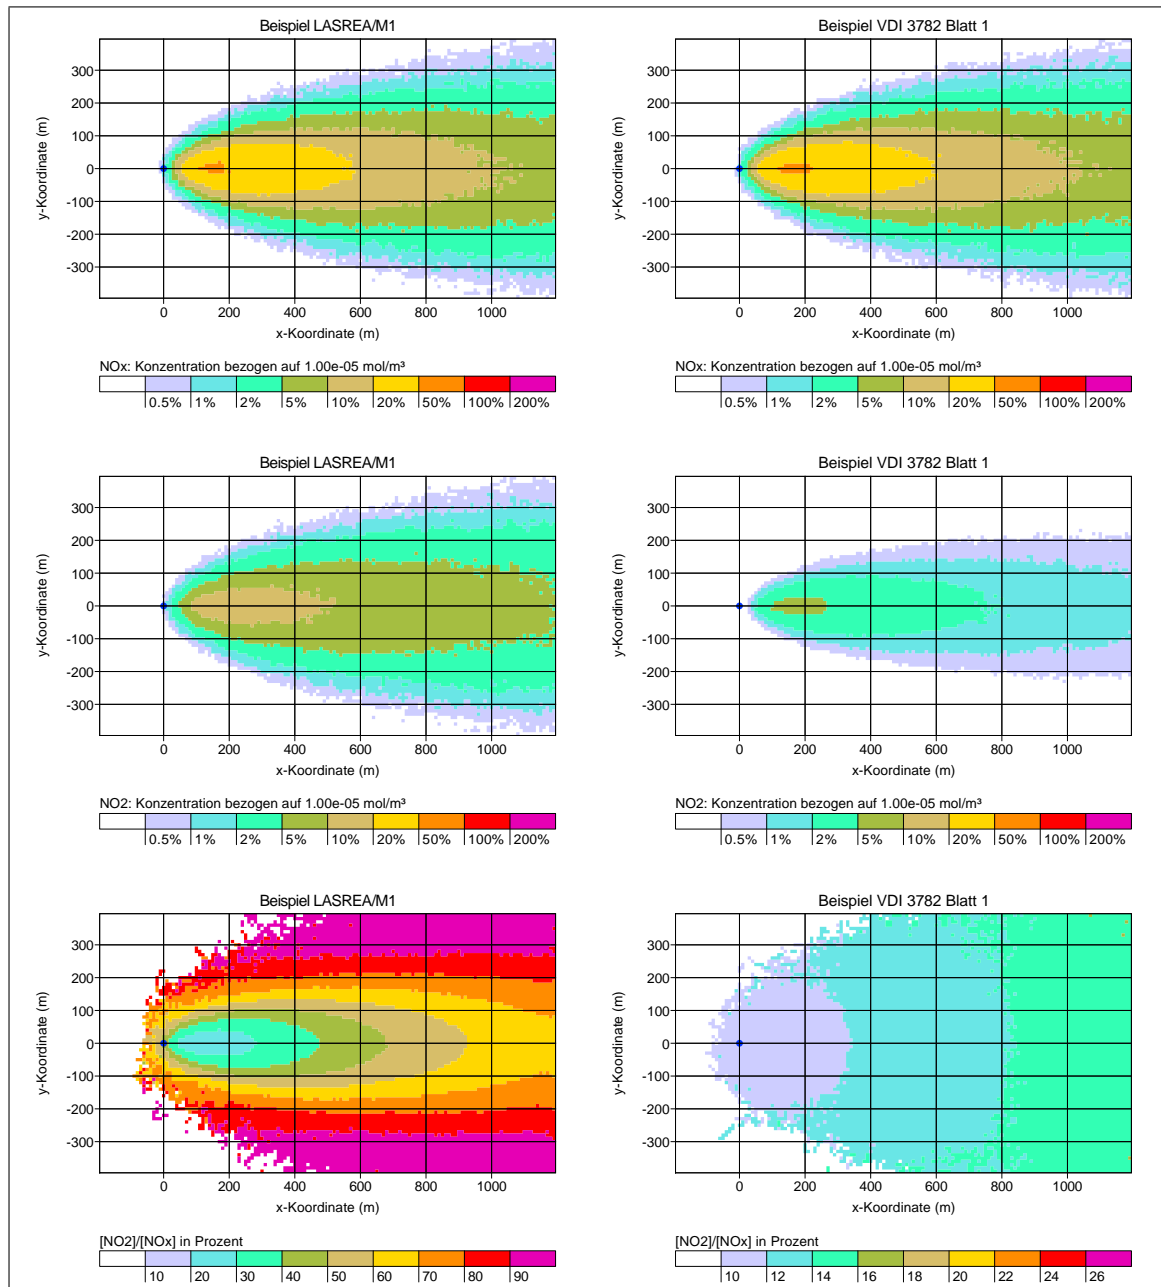 Beispiel LASREA/M1
300
200
100
0
-100
-200
-300
y-Koordinate (m)
0 200 400 600 800 1000
x-Koordinate (m)
NOx: Konzentration bezogen auf 1.00e-05 mol/m³
0.5% 1% 2% 5% 10% 20% 50% 100% 200%
Beispiel VDI 3782 Blatt 1
300
200
100
0
-100
-200
-300
y-Koordinate (m)
0 200 400 600 800 1000
x-Koordinate (m)
NOx: Konzentration bezogen auf 1.00e-05 mol/m³
0.5% 1% 2% 5% 10% 20% 50% 100% 200%
Beispiel LASREA/M1
300
200
100
0
-100
-200
-300
y-Koordinate (m)
0 200 400 600 800 1000
x-Koordinate (m)
NO2: Konzentration bezogen auf 1.00e-05 mol/m³
0.5% 1% 2% 5% 10% 20% 50% 100% 200%
Beispiel VDI 3782 Blatt 1
300
200
100
0
-100
-200
-300
y-Koordinate (m)
0 200 400 600 800 1000
x-Koordinate (m)
NO2: Konzentration bezogen auf 1.00e-05 mol/m³
0.5% 1% 2% 5% 10% 20% 50% 100% 200%
Beispiel LASREA/M1
300
200
100
0
-100
-200
-300
y-Koordinate (m)
0 200 400 600 800 1000
x-Koordinate (m)
[NO2]/[NOx] in Prozent
10 20 30 40 50 60 70 80 90
Beispiel VDI 3782 Blatt 1
300
200
100
0
-100
-200
-300
y-Koordinate (m)
0 200 400 600 800 1000
x-Koordinate (m)
[NO2]/[NOx] in Prozent
10 12 14 16 18 20 22 24 26